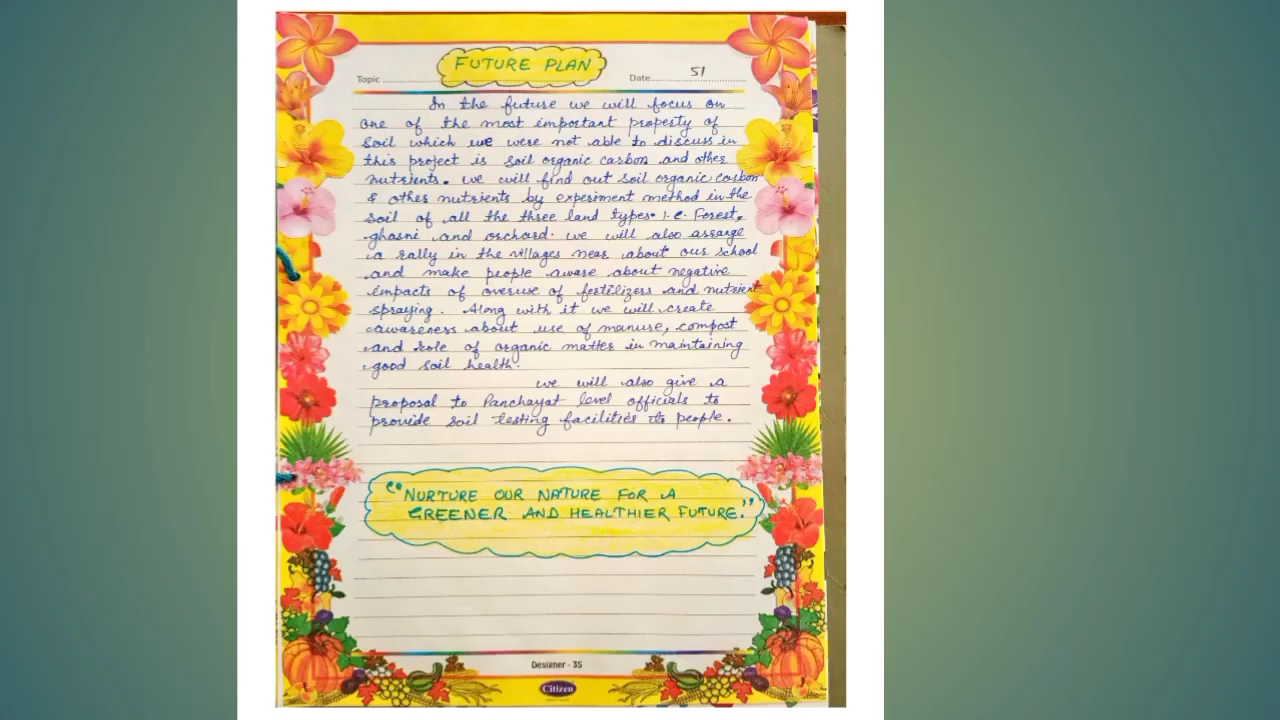 FUTURE PLAN
Topic
Date 51
In the future we will focus on
one of the most important property of
soil which we were not able to discuss in
this project is soil organic carbon and other
nutrients. we will find out soil organic carbon
& other nutrients by experiment method in the
soil of all the three land types. i.e. Forest,
ghasni and orchard. we will also arrange
a rally in the villages near about our school
and make people aware about negative
impacts of overuse of fertilizers and nutrient
spraying. Along with it we will create
awareness about use of manure, compost
and role of organic matter in maintaining
good soil health.
we will also give a
proposal to Panchayat level officials to
provide soil testing facilities to people.
"NURTURE OUR NATURE FOR A
GREENER AND HEALTHIER FUTURE."
Designer - 35
Citizen